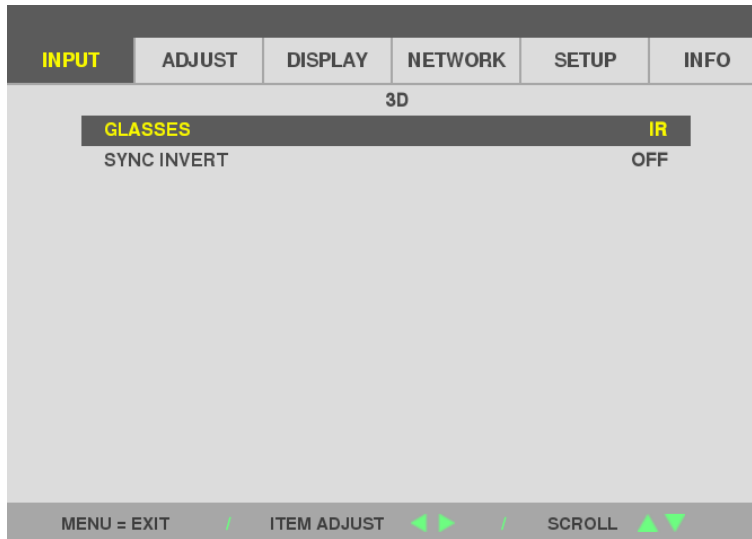 INPUT ADJUST DISPLAY NETWORK SETUP INFO
3D
GLASSES IR
SYNC INVERT OFF
MENU = EXIT / ITEM ADJUST ◀ ▶ / SCROLL ▲ ▼